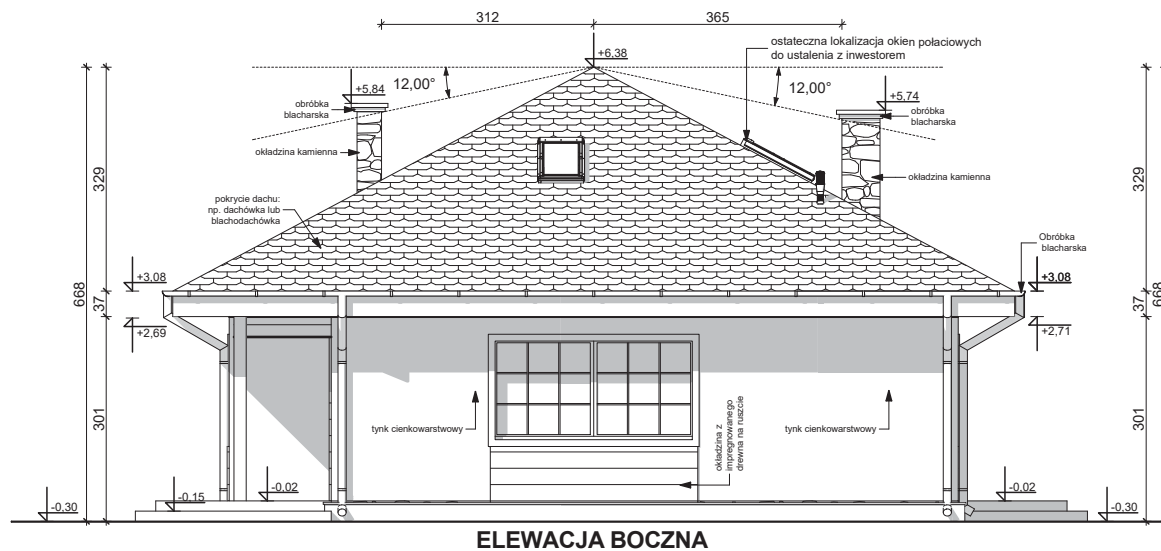 312
365
+6,38
ostateczna lokalizacja okien połaciowych
do ustalenia z inwestorem
12,00°
12,00°
+5,84
+5,74
obróbka
blacharska
obróbka
blacharska
okładzina kamienna
okładzina kamienna
329
329
pokrycie dachu:
np. dachówka lub
blachodachówka
Obróbka
blacharska
+3.08
+3.08
668
668
37
37
+2,69
+2,71
301
301
tynk cienkowarstwowy
okładzina z
impregnowanego
drewna na ruszcie
tynk cienkowarstwowy
-0,30
-0,15
-0,02
-0,02
-0,30
ELEWACJA BOCZNA